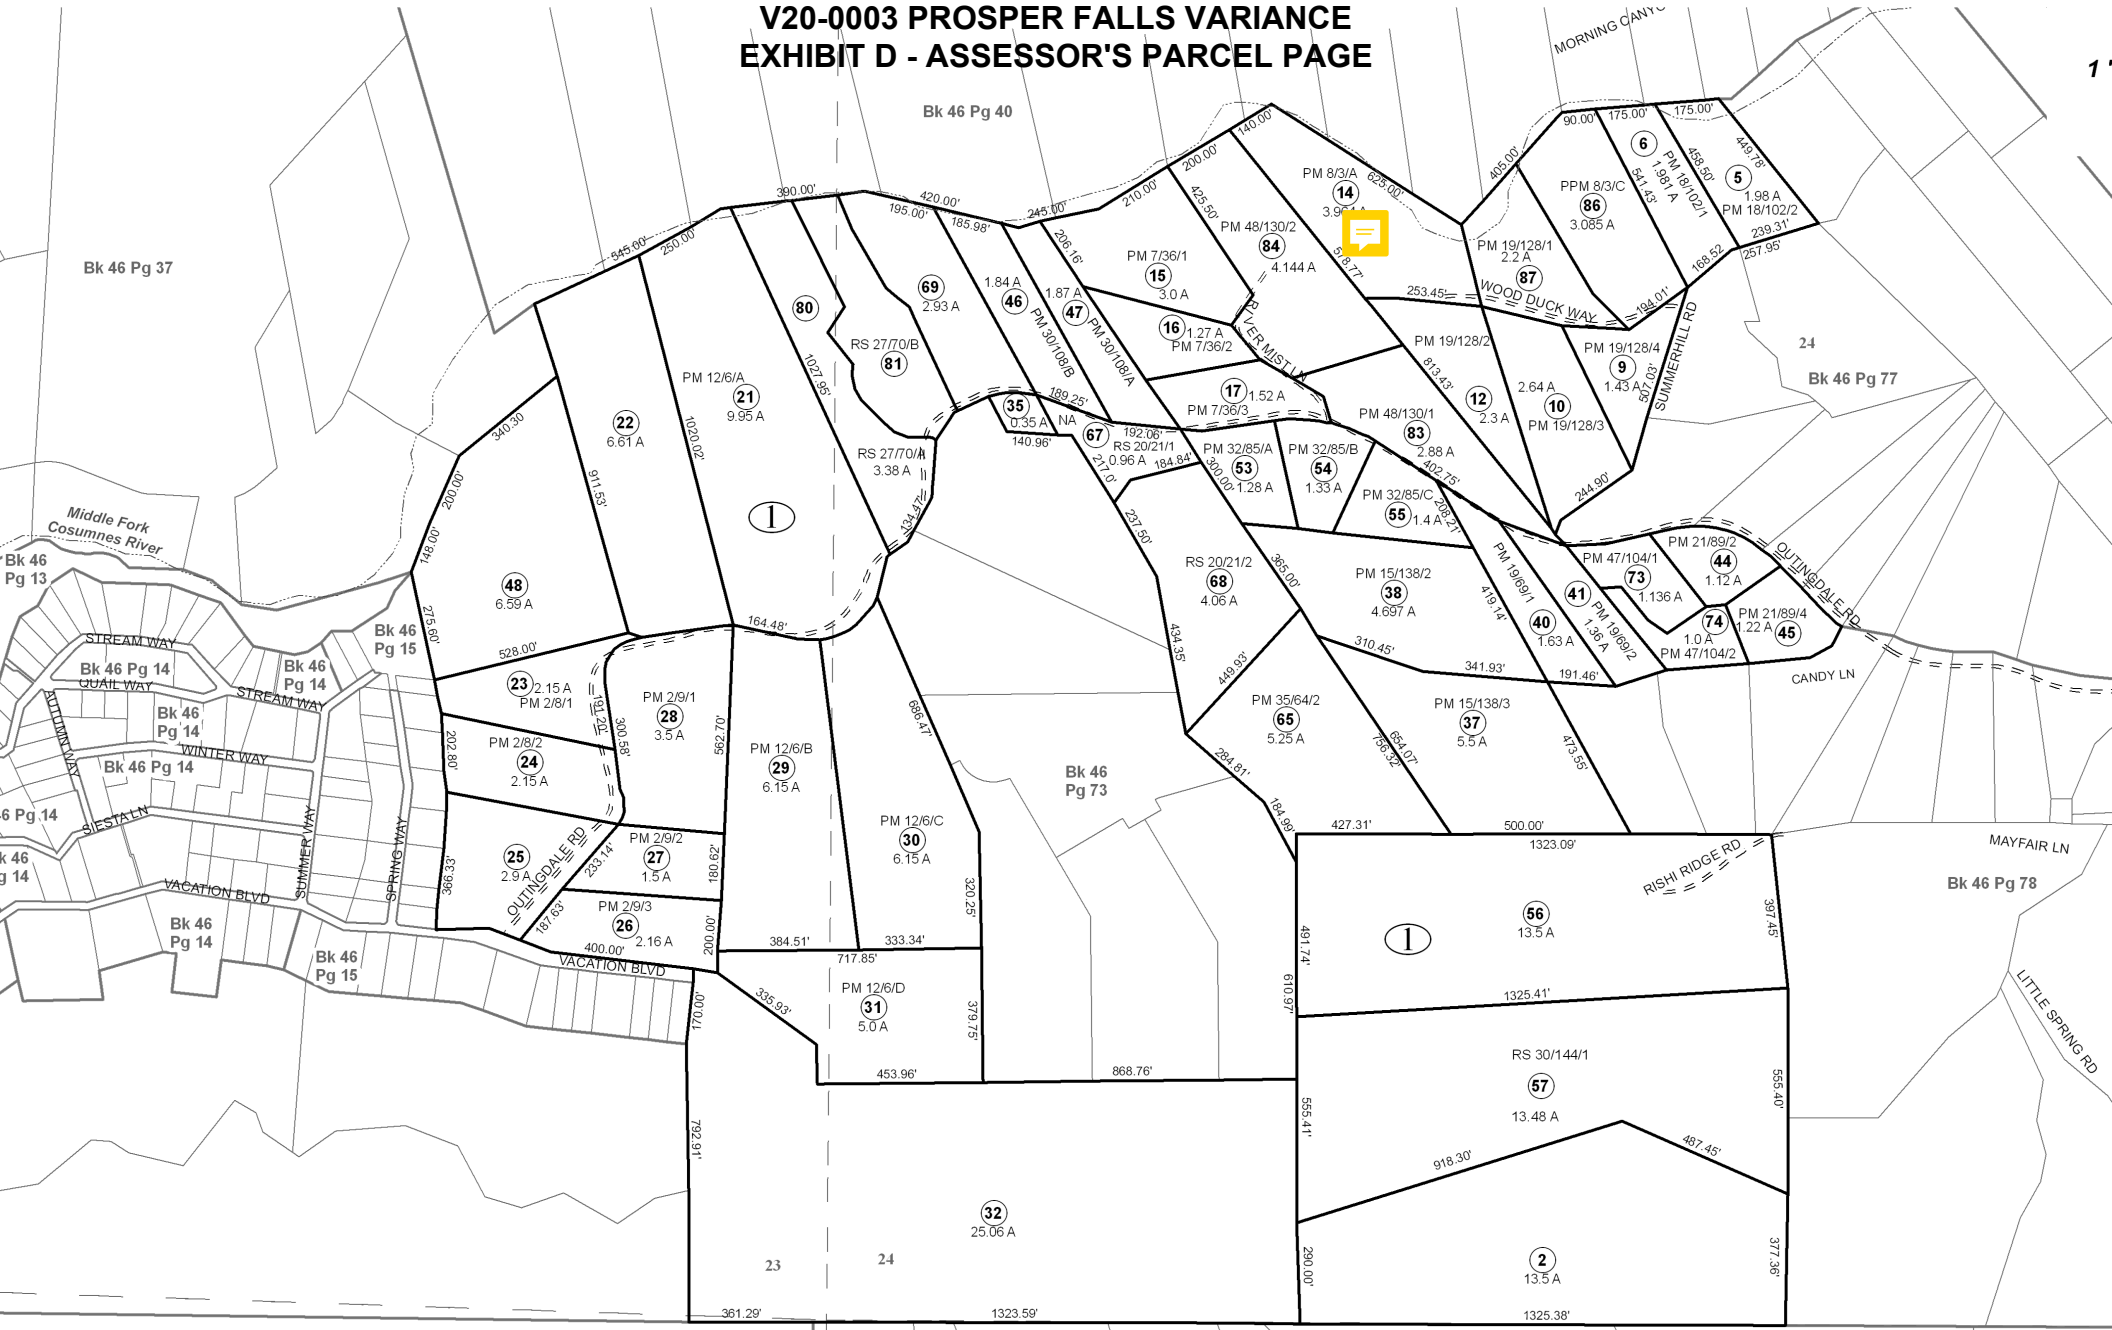 V20-0003 PROSPER FALLS VARIANCE
EXHIBIT D - ASSESSOR'S PARCEL PAGE
1 "
MORNING CANYO
Bk 46 Pg 40
Bk 46 Pg 37
140.00'
200.00'
210.00'
245.00'
420.00'
390.00'
195.00'
185.98'
545.00'
250.00'
90.00'
175.00'
175.00'
405.00'
625.00'
PM 8/3/A
14
578.77'
6
PM 18/102/1
1.981 A
541.43'
458.50'
449.78'
5
1.98 A
PM 18/102/2
239.31'
257.95'
168.52
PPM 8/3/C
86
3.085 A
PM 19/128/1
2.2 A
87
WOOD DUCK WAY
194.01'
253.45'
425.50'
PM 48/130/2
84
4.144 A
PM 7/36/1
15
3.0 A
206.16'
16
1.27 A
PM 7/36/2
RIVER MIST LN
17
1.52 A
PM 7/36/3
1.87 A
47
PM 30/108/A
1.84 A
46
PM 30/108/B
69
2.93 A
80
RS 27/70/B
81
1027.95'
RS 27/70/A
3.38 A
134.47'
PM 12/6/A
21
9.95 A
1020.02'
22
6.61 A
911.53'
340.30
200.00'
148.00'
275.60'
48
6.59 A
528.00'
164.48'
1
189.25'
35
0.35 A
NA
140.96'
67
RS 20/21/1
0.96 A
192.06'
184.84'
217.0'
237.50'
300.00'
PM 32/85/A
53
1.28 A
PM 32/85/B
54
1.33 A
PM 32/85/C
55
1.4 A
PM 48/130/1
83
2.88 A
402.75'
813.43'
PM 19/128/2
12
2.3 A
2.64 A
10
PM 19/128/3
PM 19/128/4
9
1.43 A
507.03'
SUMMERHILL RD
244.90'
24
Bk 46 Pg 77
208.21'
419.14'
PM 19/69/1
40
1.63 A
41
PM 19/69/2
1.36 A
PM 47/104/1
73
1.136 A
74
1.0 A
PM 47/104/2
PM 21/89/2
44
1.12 A
PM 21/89/4
1.22 A
45
OUTINGDALE RD
CANDY LN
RS 20/21/2
68
4.06 A
365.00'
434.35'
449.93'
PM 15/138/2
38
4.697 A
310.45'
341.93'
191.46'
PM 35/64/2
65
5.25 A
654.07'
756.32'
PM 15/138/3
37
5.5 A
473.55'
284.81'
184.99'
427.31'
500.00'
1323.09'
Middle Fork
Cosumnes River
Bk 46
Pg 13
Bk 46
Pg 15
STREAM WAY
Bk 46 Pg 14
QUAIL WAY
Bk 46
Pg 14
STREAM WAY
AUTUMN WAY
Bk 46
Pg 14
WINTER WAY
Bk 46 Pg 14
46 Pg 14
SIESTA LN
SUMMER WAY
SPRING WAY
k 46
g 14
VACATION BLVD
Bk 46
Pg 14
Bk 46
Pg 15
VACATION BLVD
23
2.15 A
PM 2/8/1
191.20'
202.80'
PM 2/8/2
24
2.15 A
366.33'
25
2.9 A
OUTINGDALE RD
300.58'
PM 2/9/1
28
3.5 A
562.70'
PM 2/9/2
27
1.5 A
233.14'
180.62'
PM 2/9/3
26
2.16 A
187.63'
400.00'
200.00'
PM 12/6/B
29
6.15 A
384.51'
PM 12/6/C
30
6.15 A
686.47'
320.25'
333.34'
717.85'
PM 12/6/D
31
5.0 A
335.93'
379.75'
453.96'
868.76'
Bk 46
Pg 73
170.00'
792.91'
32
25.06 A
23
24
361.29'
1323.59'
RISHI RIDGE RD
56
13.5 A
1
397.45'
491.74'
610.97'
1325.41'
RS 30/144/1
57
13.48 A
555.40'
555.41'
918.30'
487.45'
2
13.5 A
290.00'
377.36'
1325.38'
MAYFAIR LN
Bk 46 Pg 78
LITTLE SPRING RD